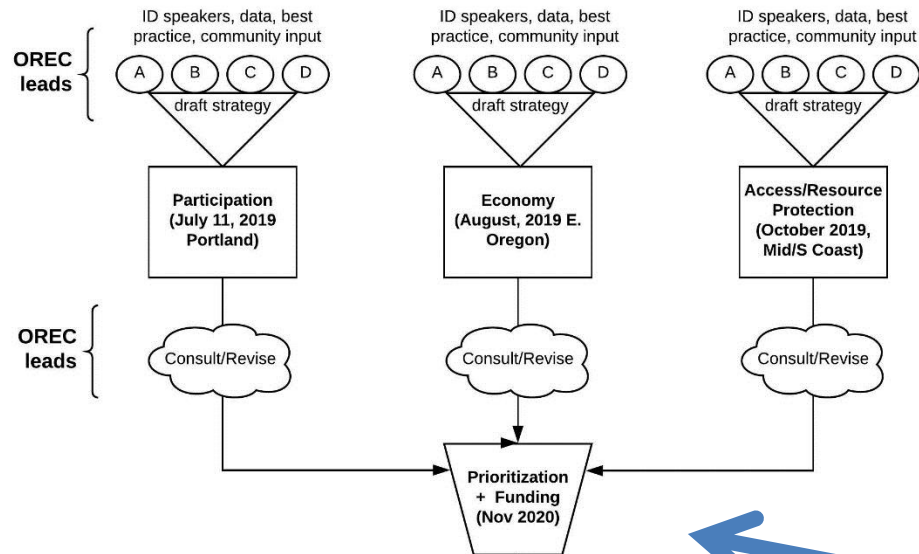 ID speakers, data, best
practice, community input
ID speakers, data, best
practice, community input
ID speakers, data, best
practice, community input
OREC
leads
A B C D
A B C D
A B C D
draft strategy
draft strategy
draft strategy
Participation
(July 11, 2019
Portland)
Economy
(August, 2019 E.
Oregon)
Access/Resource
Protection
(October 2019,
Mid/S Coast)
OREC
leads
Consult/Revise
Consult/Revise
Consult/Revise
Prioritization
+ Funding
(Nov 2020)